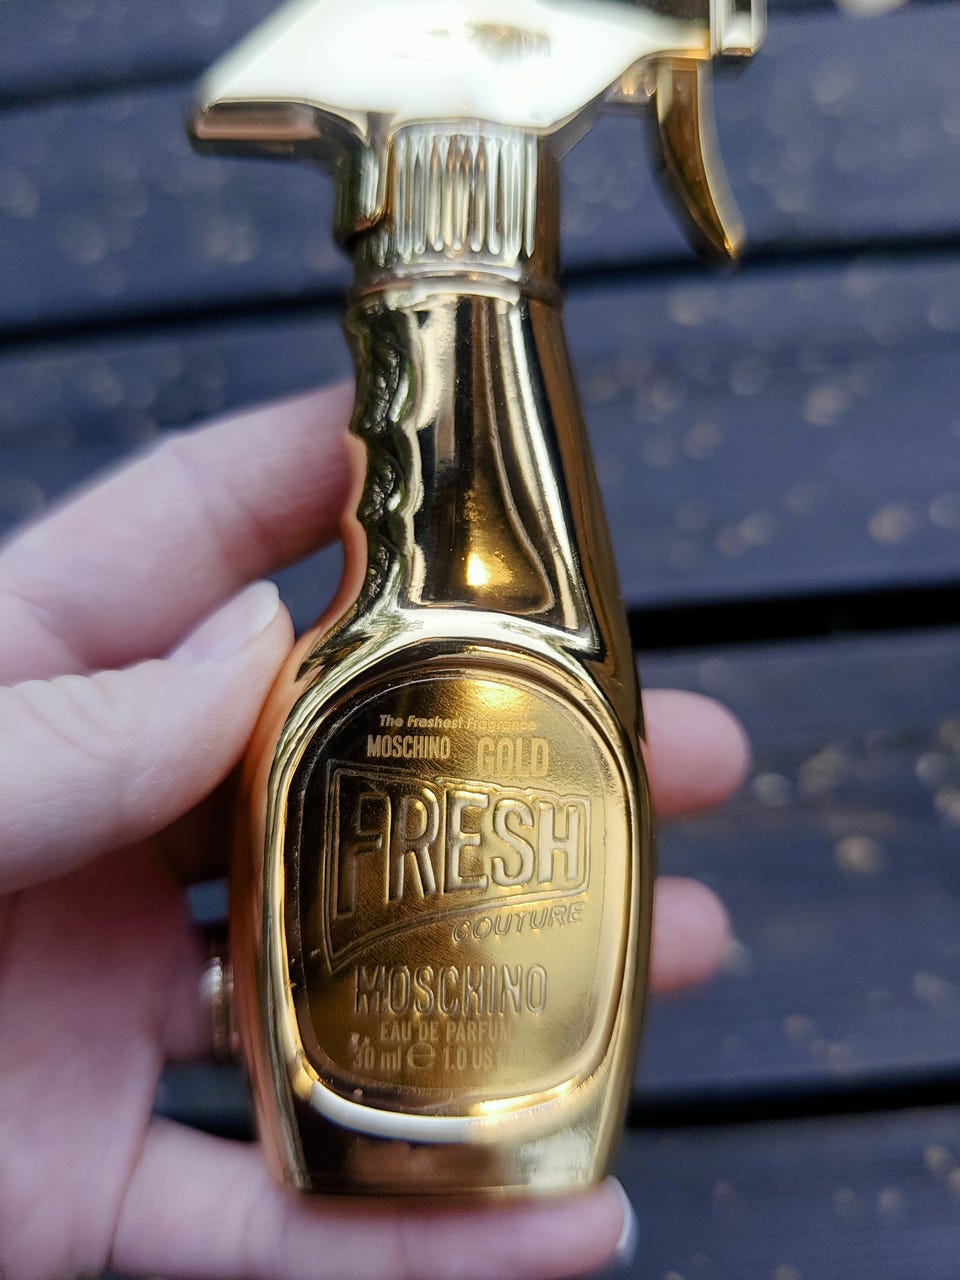 The Freshest Fragrance
MOSCHINO GOLD
FRESH
COUTURE
MOSCHINO
EAU DE PARFUM
30 ml ℮ 1.0 US